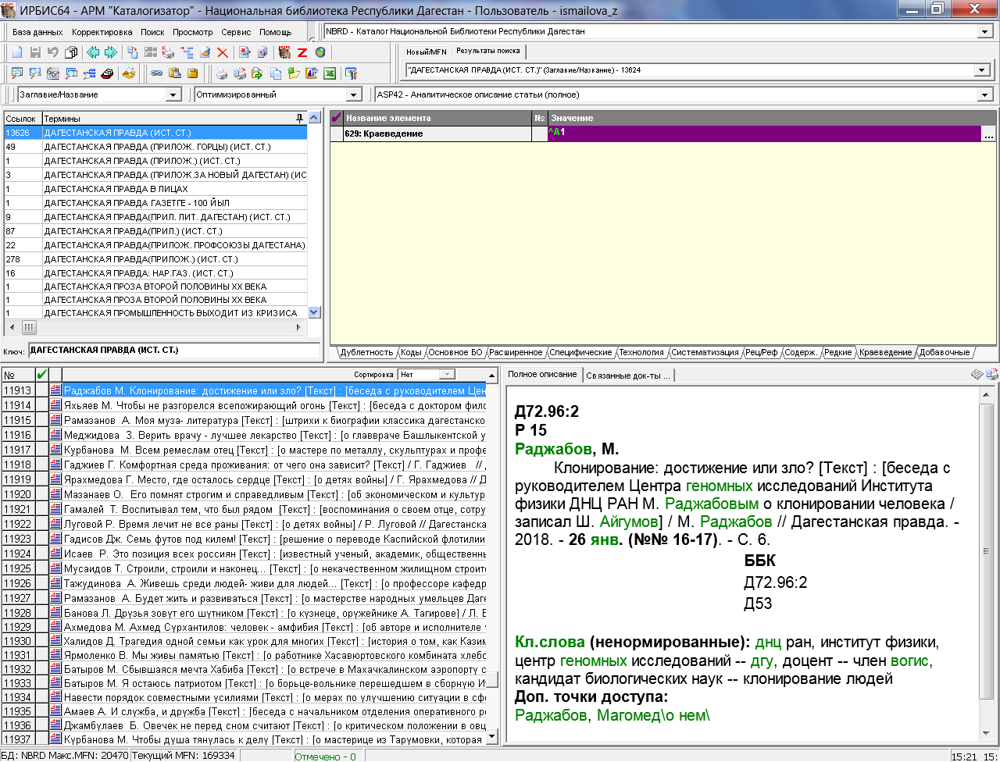 ИРБИС64 - АРМ "Каталогизатор" - Национальная библиотека Республики Дагестан - Пользователь - ismailova_z
База данных Корректировка Поиск Просмотр Сервис Помощь
NBRD - Каталог Национальной Библиотеки Республики Дагестан
Новый/MFN Результаты поиска
"ДАГЕСТАНСКАЯ ПРАВДА (ИСТ. СТ.)" (Заглавие/Название) - 13624
Заглавие/Название Оптимизированный ASP42 - Аналитическое описание статьи (полное)
Ссылок Термины
13626 ДАГЕСТАНСКАЯ ПРАВДА (ИСТ. СТ.)
49 ДАГЕСТАНСКАЯ ПРАВДА (ПРИЛОЖ. ГОРЦЫ) (ИСТ. СТ.)
1 ДАГЕСТАНСКАЯ ПРАВДА (ПРИЛОЖ.) (ИСТ. СТ.)
3 ДАГЕСТАНСКАЯ ПРАВДА (ПРИЛОЖ.ЗА НОВЫЙ ДАГЕСТАН) (ИС
1 ДАГЕСТАНСКАЯ ПРАВДА В ЛИЦАХ
1 ДАГЕСТАНСКАЯ ПРАВДА ГАЗЕТГЕ - 100 ЙЫЛ
9 ДАГЕСТАНСКАЯ ПРАВДА(ПРИЛ. ЛИТ. ДАГЕСТАН) (ИСТ. СТ.)
87 ДАГЕСТАНСКАЯ ПРАВДА(ПРИЛ.) (ИСТ. СТ.)
22 ДАГЕСТАНСКАЯ ПРАВДА(ПРИЛОЖ. ПРОФСОЮЗЫ ДАГЕСТАНА)
278 ДАГЕСТАНСКАЯ ПРАВДА(ПРИЛОЖ.) (ИСТ. СТ.)
16 ДАГЕСТАНСКАЯ ПРАВДА: НАР.ГАЗ. (ИСТ. СТ.)
1 ДАГЕСТАНСКАЯ ПРОЗА ВТОРОЙ ПОЛОВИНЫ XX ВЕКА
1 ДАГЕСТАНСКАЯ ПРОЗА ВТОРОЙ ПОЛОВИНЫ ХХ ВЕКА
1 ДАГЕСТАНСКАЯ ПРОМЫШЛЕННОСТЬ ВЫХОДИТ ИЗ КРИЗИСА
Ключ: ДАГЕСТАНСКАЯ ПРАВДА (ИСТ. СТ.)
Название элемента № Значение
629: Краеведение ^A1 ...
Дублетность Коды Основное БО Расширенное Специфические Технология Систематизация Рец/Реф Содерж. Редкие Краеведение Добавочные
№ Сортировка Нет
11913 Раджабов М. Клонирование: достижение или зло? [Текст] : [беседа с руководителем Цен
11914 Яхьяев М. Чтобы не разгорелся всепожирающий огонь [Текст] : [беседа с доктором фило
11915 Рамазанов А. Моя муза- литература [Текст] : [штрихи к биографии классика дагестанско
11916 Меджидова З. Верить врачу - лучшее лекарство [Текст] : [о главвраче Башлыкентской у
11917 Курбанова М. Всем ремеслам отец [Текст] : [о мастере по металлу, скульптурах и профе
11918 Гаджиев Г. Комфортная среда проживания: от чего она зависит? [Текст] / Г. Гаджиев //
11919 Ярахмедова Г. Место, где осталось сердце [Текст] : [о детях войны] / Г. Ярахмедова // Д
11920 Мазанаев О. Его помнят строгим и справедливым [Текст] : [об экономическом и культур
11921 Гамалей Т. Воспитывал тем, что был рядом [Текст] : [воспоминания о своем отце, сотру
11922 Луговой Р. Время лечит не все раны [Текст] : [о детях войны] / Р. Луговой // Дагестанска
11923 Гадисов Дж. Семь футов под килем! [Текст] : [решение о переводе Каспийской флотилии
11924 Исаев Р. Это позиция всех россиян [Текст] : [известный ученый, академик, общественны
11925 Мусаидов Т. Строили, строили и наконец... [Текст] : [о некачественном жилищном строит
11926 Тажудинова А. Живешь среди людей- живи для людей... [Текст] : [о профессоре кафедр
11927 Рамазанов А. Будет жить и развиваться [Текст] : [о мастерстве народных умельцев Даге
11928 Банова Л. Друзья зовут его шутником [Текст] : [о кузнеце, оружейнике А. Тагирове] / Л. Б
11929 Ахмедова М. Ахмед Сурхантилов: человек - амфибия [Текст] : [об авторе и исполнителе
11930 Халидов Д. Трагедия одной семьи как урок для многих [Текст] : [история о том, как Казим
11931 Ярмоленко В. Мы живы памятью [Текст] : [о работнике Хасавюртовского комбината хлебо
11932 Батыров М. Сбывшаяся мечта Хабиба [Текст] : [о встрече в Махачкалинском аэропорту с
11933 Батыров М. Я остаюсь патриотом [Текст] : [о борьце-вольнике перешедшем в сборную И
11934 Навести порядок совместными усилиями [Текст] : [о мерах по улучшению ситуации в сфе
11935 Амаев А. И служба, и дружба [Текст] : [беседа с начальником отделения оперативного ре
11936 Джамбулаев Б. Овечек не перед сном считают [Текст] : [о критическом положении в овц
11937 Курбанова М. Чтобы душа тянулась к делу [Текст] : [о мастерице из Тарумовки, которая
Полное описание Связанные док-ты ...
Д72.96:2
Р 15
Раджабов, М.
Клонирование: достижение или зло? [Текст] : [беседа с
руководителем Центра геномных исследований Института
физики ДНЦ РАН М. Раджабовым о клонировании человека /
записал Ш. Айгумов] / М. Раджабов // Дагестанская правда. -
2018. - 26 янв. (№№ 16-17). - С. 6.
ББК
Д72.96:2
Д53
Кл.слова (ненормированные): днц ран, институт физики,
центр геномных исследований -- дгу, доцент -- член вогис,
кандидат биологических наук -- клонирование людей
Доп. точки доступа:
Раджабов, Магомед\о нем\
БД: NBRD Макс.MFN: 20470 Текущий MFN: 169334 Отмечено - 0 15:21 15: